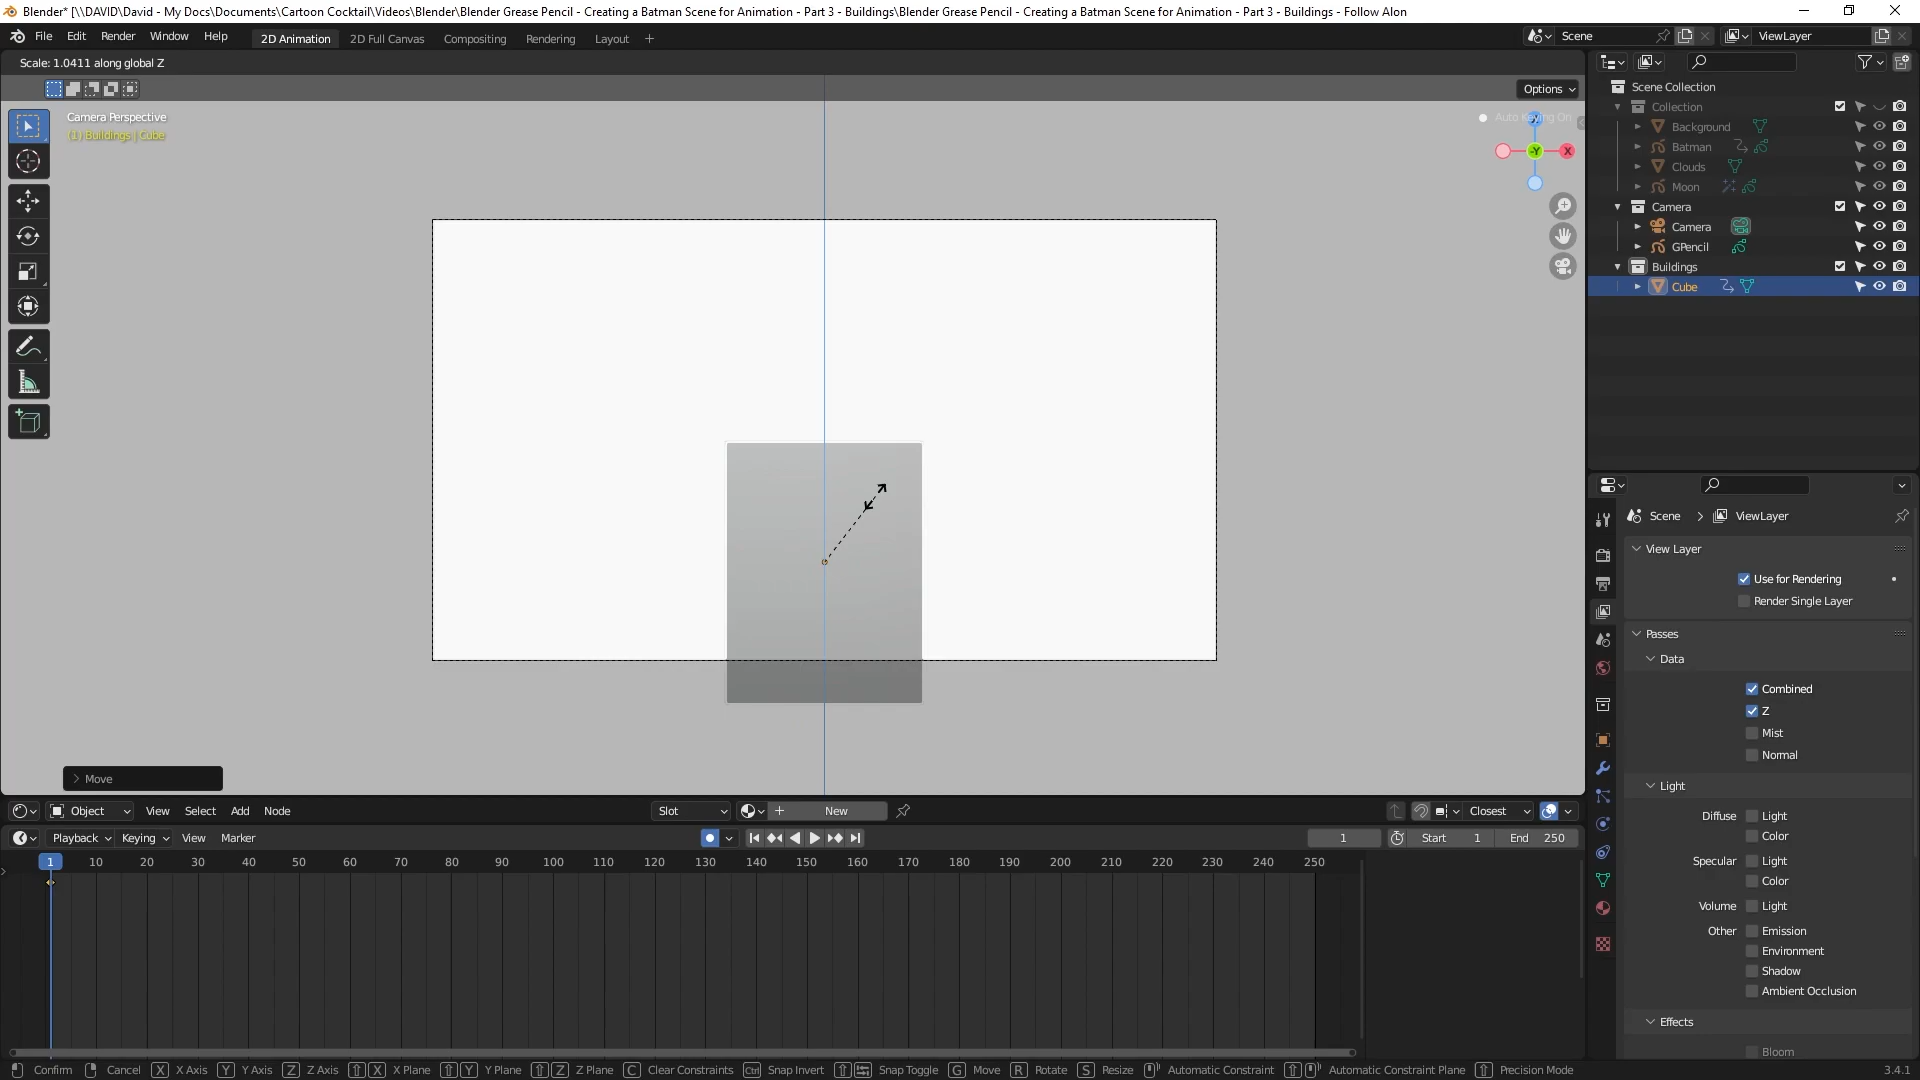 Blender* [\\DAVID\David - My Docs\Documents\Cartoon Cocktail\Videos\Blender\Blender Grease Pencil - Creating a Batman Scene for Animation - Part 3 - Buildings\Blender Grease Pencil - Creating a Batman Scene for Animation - Part 3 - Buildings - Follow Alon
File Edit Render Window Help 2D Animation 2D Full Canvas Compositing Rendering Layout + Scene ViewLayer
Scale: 1.0411 along global Z
Options
Camera Perspective
(1) Buildings | Cube
Auto Keying On
-Y X
Scene Collection
Collection
Background
Batman
Clouds
Moon
Camera
Camera
GPencil
Buildings
Cube
Scene > ViewLayer
View Layer
Use for Rendering
Render Single Layer
Passes
Data
Combined
Z
Mist
Normal
Light
Diffuse Light
Color
Specular Light
Color
Volume Light
Other Emission
Environment
Shadow
Ambient Occlusion
Effects
Bloom
Move
Object View Select Add Node Slot New Closest
Playback Keying View Marker 1 Start 1 End 250
1 10 20 30 40 50 60 70 80 90 100 110 120 130 140 150 160 170 180 190 200 210 220 230 240 250
Confirm Cancel X X Axis Y Y Axis Z Z Axis X X Plane Y Y Plane Z Z Plane C Clear Constraints Ctrl Snap Invert Snap Toggle G Move R Rotate S Resize Automatic Constraint Automatic Constraint Plane Precision Mode 3.4.1